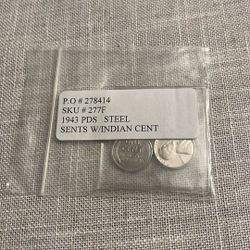 P.O # 278414
SKU # 277F
1943 PDS STEEL
SENTS W/INDIAN CENT